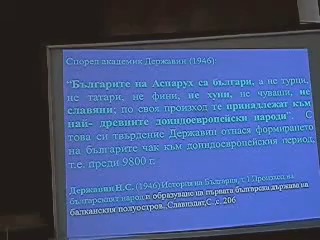 Според академик Державин (1946):
"Българите на Аспарух са българи, а не турци,
не татари, не фини, не хуни, не чуваши, не
славяни; по своя произход те принадлежат към
най- древните доиндоевропейски народи". С
това си твърдение Державин отнася формирането
на българите чак към доиндоевропейския период,
т.е. преди 9800 г.
Державин Н.С. (1946) История на България, т.1 Произход на
българският народ и образуване на първата българска държава на
балканския полуостров, Славиздат, С., с. 206